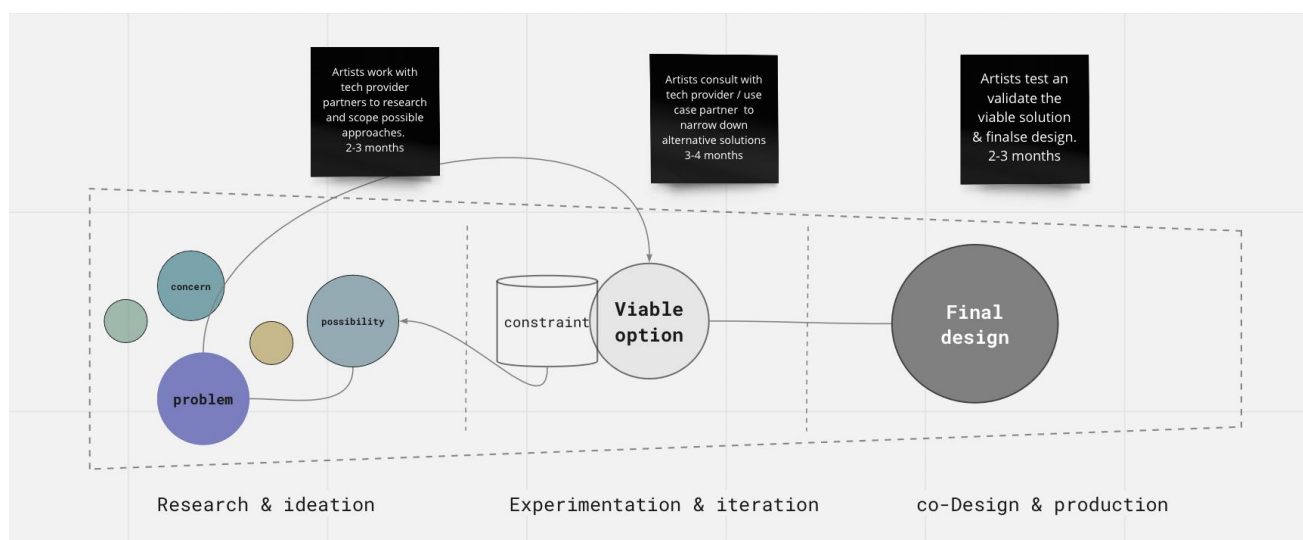 Artists work with
tech provider
partners to research
and scope possible
approaches.
2-3 months
Artists consult with
tech provider / use
case partner to
narrow down
alternative solutions
3-4 months
Artists test an
validate the
viable solution
& finalse design.
2-3 months
concern
possibility
problem
constraint
Viable
option
Final
design
Research & ideation
Experimentation & iteration
co-Design & production